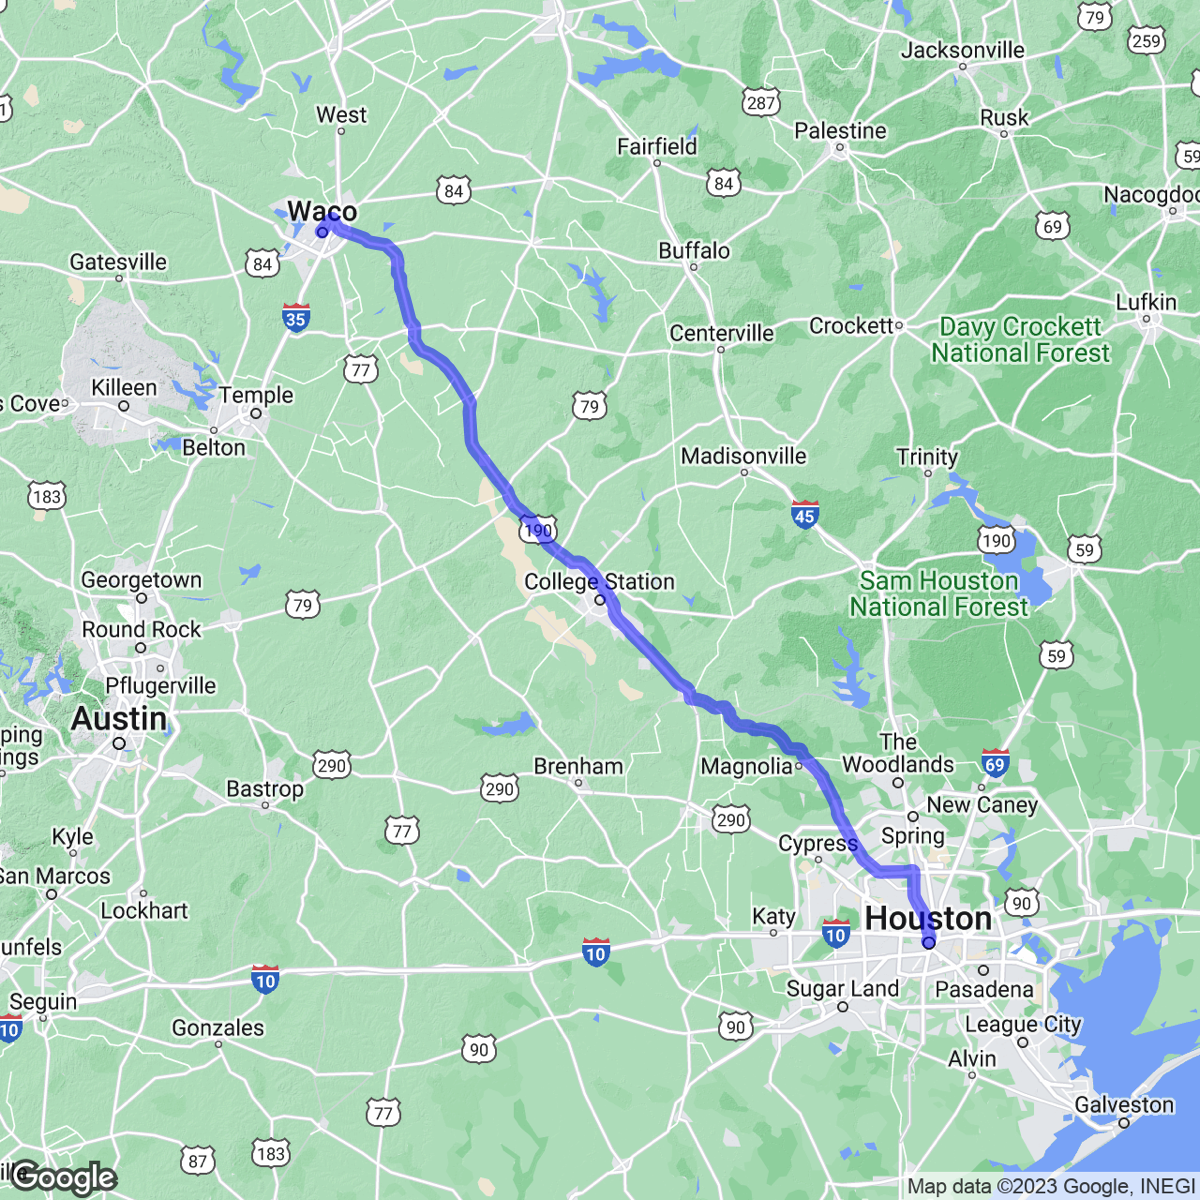 79
259
Jacksonville
287
West
Rusk
Palestine
Fairfield
59
84
84
Nacogdoc
Waco
69
Buffalo
84
Gatesville
Lufkin
35
Crockett
Davy Crockett
National Forest
Centerville
77
Killeen
Temple
s Cove
79
Belton
Madisonville
Trinity
183
45
190
190
59
Georgetown
College Station
Sam Houston
National Forest
79
Round Rock
59
Pflugerville
Austin
ping
ings
The
Woodlands
290
Brenham
Magnolia
69
Bastrop
290
New Caney
290
77
Kyle
Cypress
Spring
San Marcos
Lockhart
90
Katy
Houston
10
unfels
10
10
Seguin
Sugar Land
Pasadena
10
Gonzales
90
League City
90
Alvin
77
Galveston
87
183
ille
Google
Map data ©2023 Google, INEGI